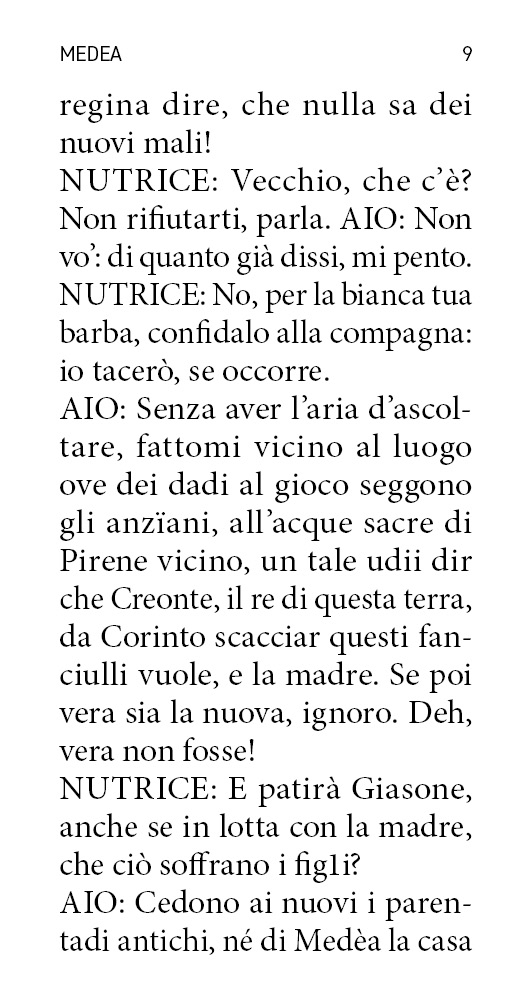 MEDEA 9
regina dire, che nulla sa dei
nuovi mali!
NUTRICE: Vecchio, che c’è?
Non rifiutarti, parla. AIO: Non
vo’: di quanto già dissi, mi pento.
NUTRICE: No, per la bianca tua
barba, confidalo alla compagna:
io tacerò, se occorre.
AIO: Senza aver l’aria d’ascol-
tare, fattomi vicino al luogo
ove dei dadi al gioco seggono
gli anzïani, all’acque sacre di
Pirene vicino, un tale udii dir
che Creonte, il re di questa terra,
da Corinto scacciar questi fan-
ciulli vuole, e la madre. Se poi
vera sia la nuova, ignoro. Deh,
vera non fosse!
NUTRICE: E patirà Giasone,
anche se in lotta con la madre,
che ciò soffrano i fig1i?
AIO: Cedono ai nuovi i paren-
tadi antichi, né di Medèa la casa